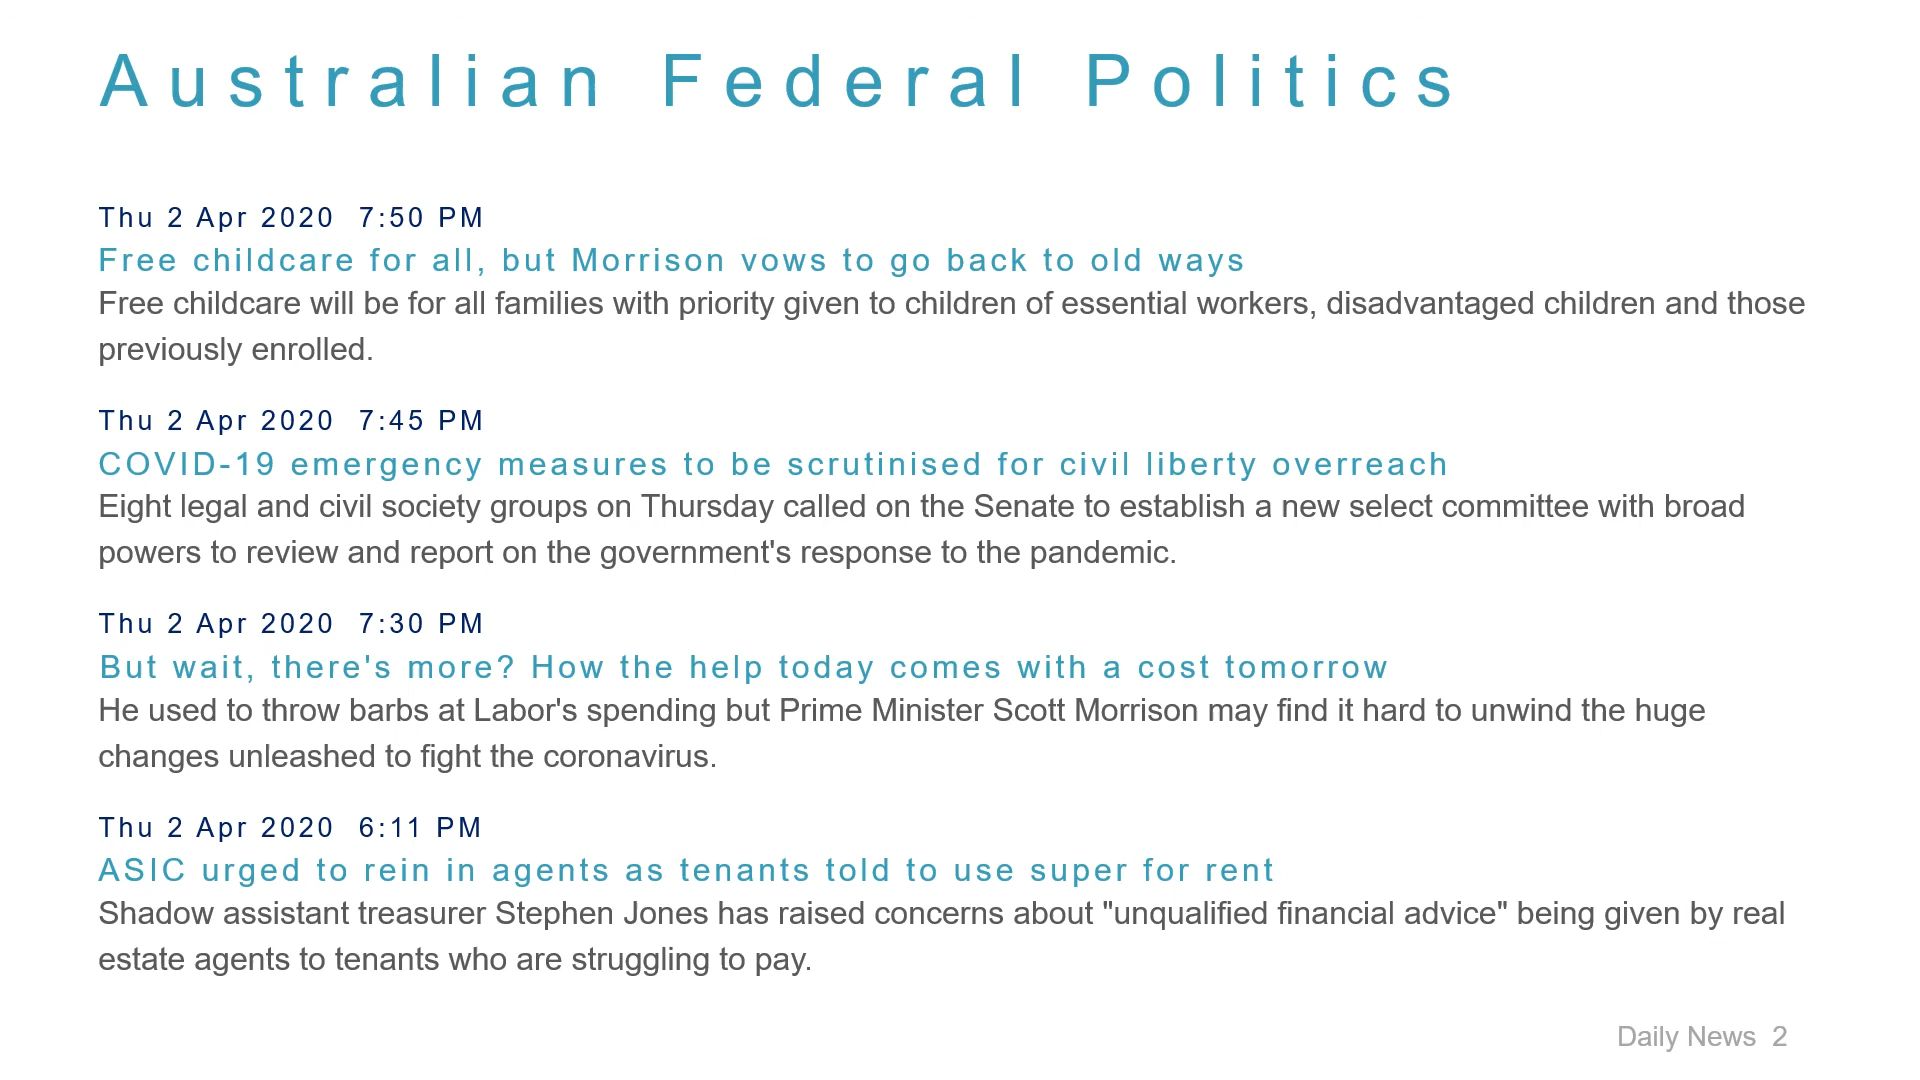 Australian Federal Politics
Thu 2 Apr 2020 7:50 PM
Free childcare for all, but Morrison vows to go back to old ways
Free childcare will be for all families with priority given to children of essential workers, disadvantaged children and those
previously enrolled.
Thu 2 Apr 2020 7:45 PM
COVID-19 emergency measures to be scrutinised for civil liberty overreach
Eight legal and civil society groups on Thursday called on the Senate to establish a new select committee with broad
powers to review and report on the government's response to the pandemic.
Thu 2 Apr 2020 7:30 PM
But wait, there's more? How the help today comes with a cost tomorrow
He used to throw barbs at Labor's spending but Prime Minister Scott Morrison may find it hard to unwind the huge
changes unleashed to fight the coronavirus.
Thu 2 Apr 2020 6:11 PM
ASIC urged to rein in agents as tenants told to use super for rent
Shadow assistant treasurer Stephen Jones has raised concerns about "unqualified financial advice" being given by real
estate agents to tenants who are struggling to pay.
Daily News 2